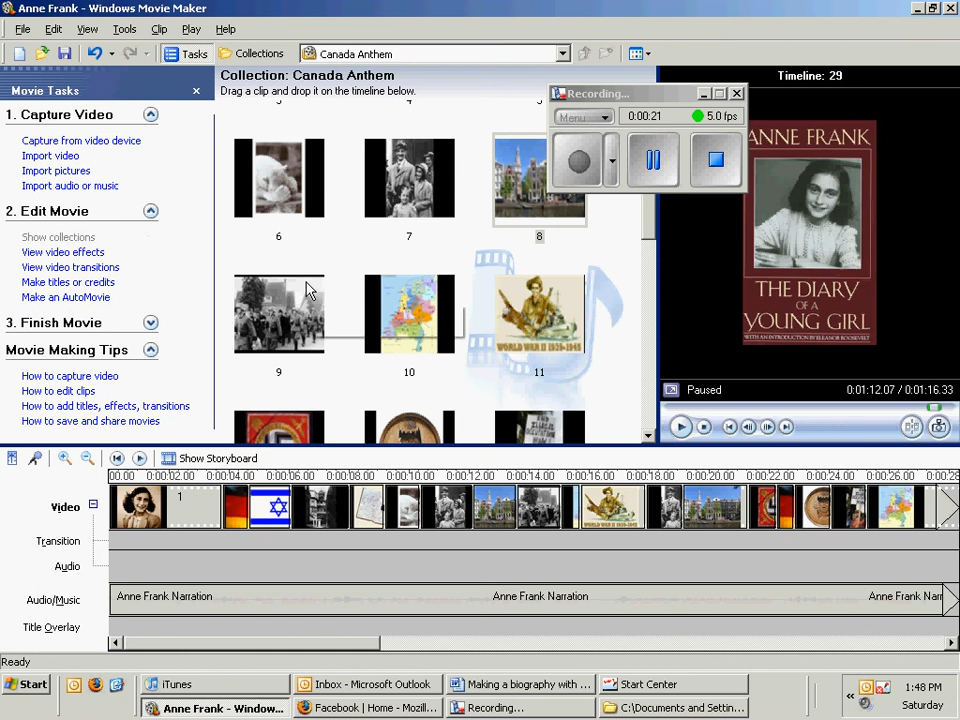 Anne Frank - Windows Movie Maker
File Edit View Tools Clip Play Help
Tasks Collections Canada Anthem
Movie Tasks
Collection: Canada Anthem
Drag a clip and drop it on the timeline below.
Timeline: 29
1. Capture Video
Capture from video device
Import video
Import pictures
Import audio or music
2. Edit Movie
Show collections
View video effects
View video transitions
Make titles or credits
Make an AutoMovie
3. Finish Movie
Movie Making Tips
How to capture video
How to edit clips
How to add titles, effects, transitions
How to save and share movies
6 7 8
9 10 11
WORLD WAR II 1939-1945
Recording...
Menu 0:00:21 5.0 fps
ANNE FRANK
THE DIARY
OF A
YOUNG GIRL
WITH AN INTRODUCTION BY ELEANOR ROOSEVELT
Paused 0:01:12.07 / 0:01:16.33
Show Storyboard
00.00 0:00:02.00 0:00:04.00 0:00:06.00 0:00:08.00 0:00:10.00 0:00:12.00 0:00:14.00 0:00:16.00 0:00:18.00 0:00:20.00 0:00:22.00 0:00:24.00 0:00:26.00 0:00:28
Video 1
Transition
Audio
Audio/Music Anne Frank Narration Anne Frank Narration Anne Frank Narr
Title Overlay
Ready
Start iTunes Inbox - Microsoft Outlook Making a biography with ... Start Center 1:48 PM
Anne Frank - Window... Facebook | Home - Mozill... Recording... C:\Documents and Settin... Saturday